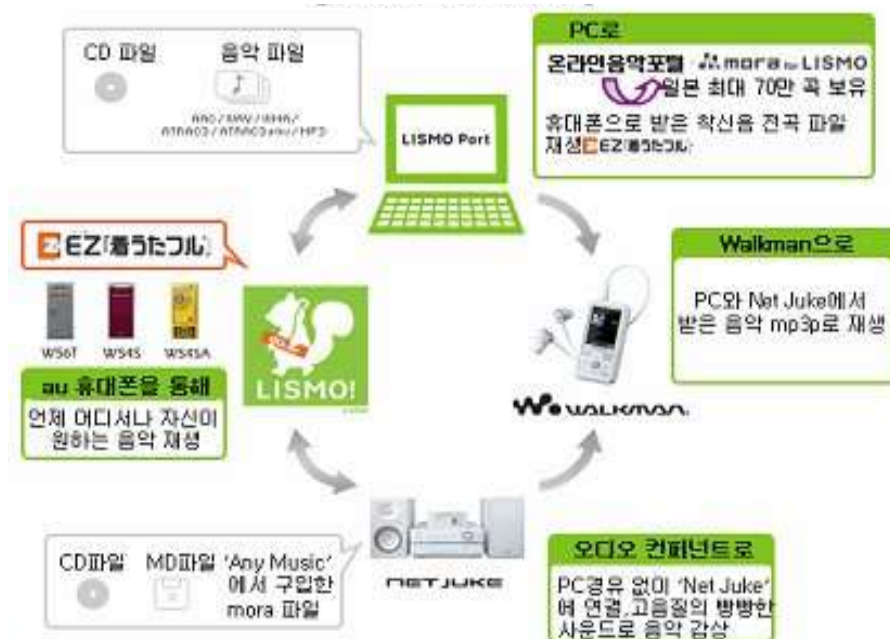 CD 파일
음악 파일
AAC/WAV/WMA/
ATRAC3/ATRAC3plus/MP3
LISMO Port
PC로
온라인음악포털 mora for LISMO
일본 최대 70만 곡 보유
휴대폰으로 받은 착신음 전곡 파일
재생 EZ「着うたフル」
EZ「着うたフル」
W56T
W54S
W54SA
au 휴대폰을 통해
언제 어디서나 자신이
원하는 음악 재생
LISMO!
Walkman으로
PC와 Net Juke에서
받은 음악 mp3p로 재생
WALKMAN
CD파일
MD파일
'Any Music'
에서 구입한
mora 파일
NETJUKE
오디오 컨퍼넌트로
PC경유 없이 'Net Juke'
에 연결.고음질의 빵빵한
사운드로 음악 감상